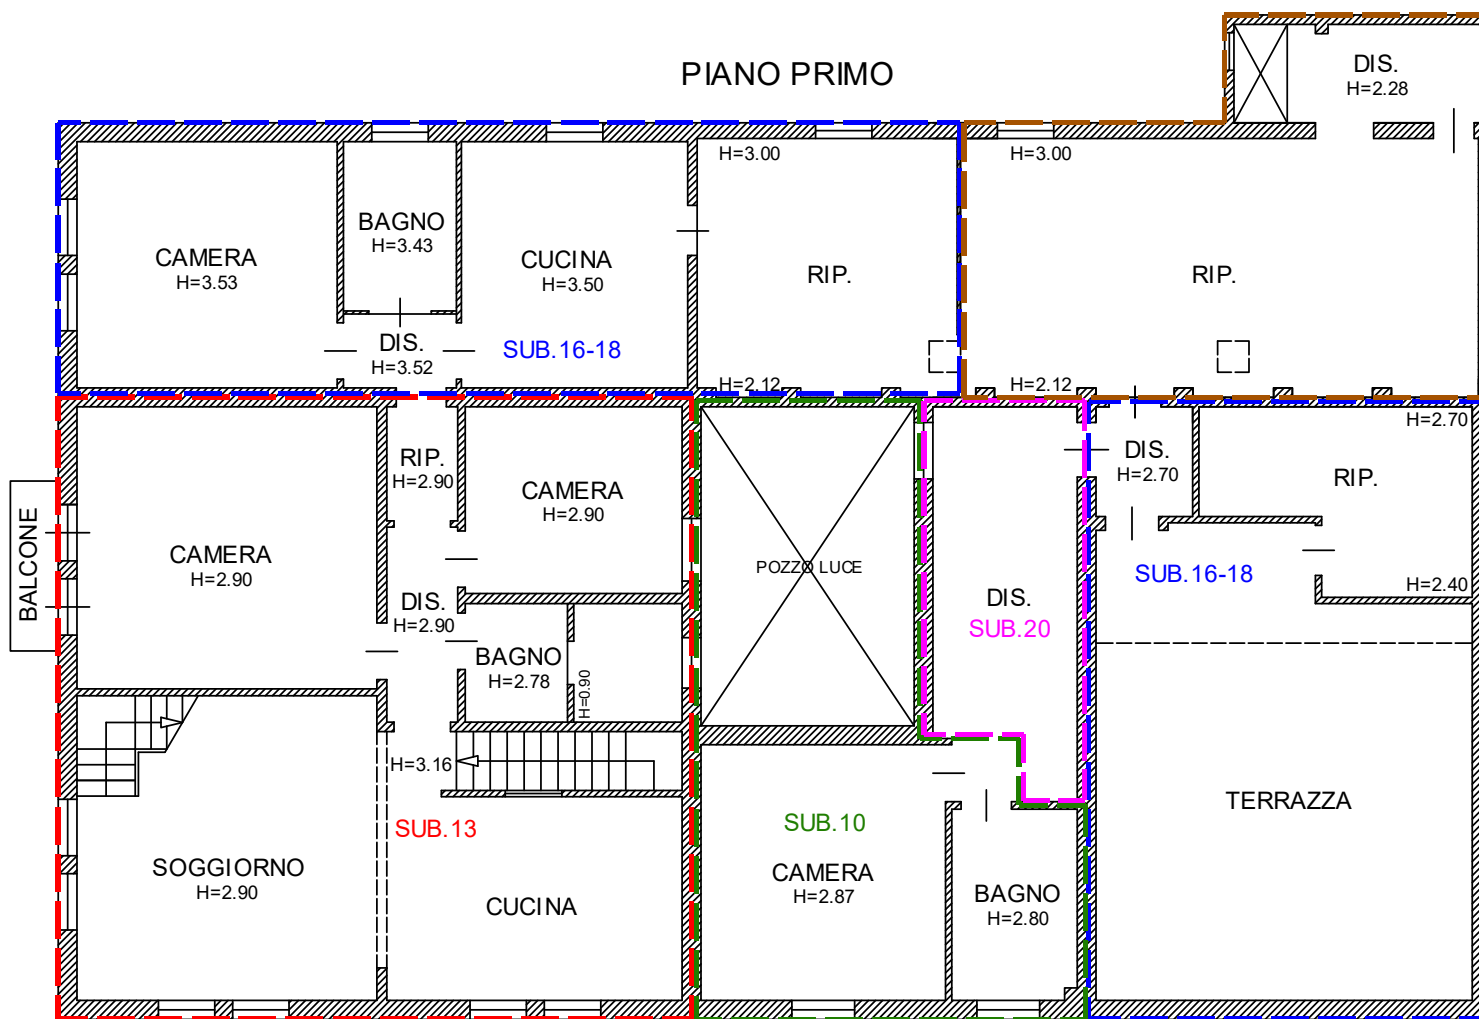 PIANO PRIMO
DIS.
H=2.28
H=3.00
H=3.00
BAGNO
H=3.43
CAMERA
H=3.53
CUCINA
H=3.50
RIP.
RIP.
DIS.
H=3.52
SUB.16-18
H=2.12
H=2.12
H=2.70
RIP.
H=2.90
DIS.
H=2.70
RIP.
CAMERA
H=2.90
BALCONE
CAMERA
H=2.90
POZZO LUCE
SUB.16-18
H=2.40
DIS.
H=2.90
DIS.
SUB.20
BAGNO
H=2.78
H=0.90
H=3.16
TERRAZZA
SUB.13
SUB.10
SOGGIORNO
H=2.90
CAMERA
H=2.87
CUCINA
BAGNO
H=2.80